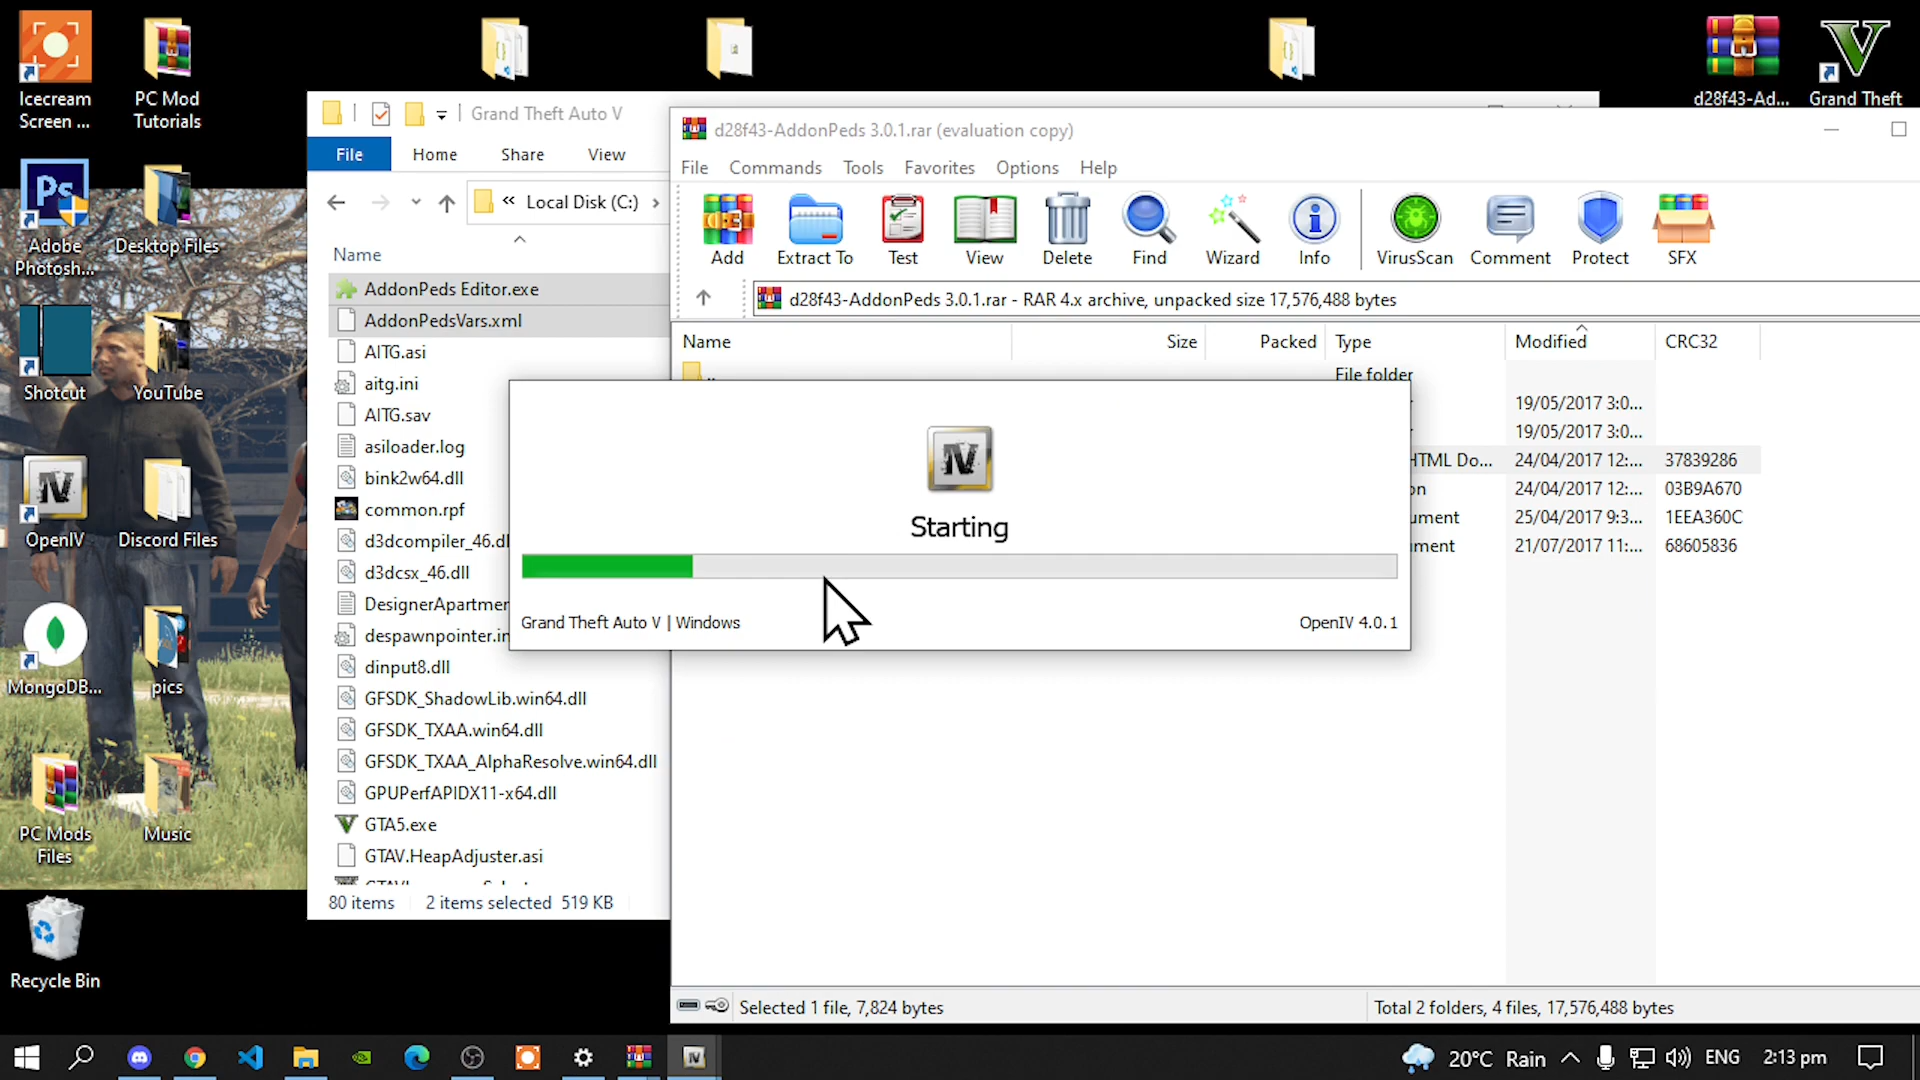 Icecream
Screen ...
PC Mod
Tutorials
d28f43-Ad...
Grand Theft
Adobe
Photosh...
Desktop Files
Shotcut
YouTube
OpenIV
Discord Files
MongoDB...
pics
PC Mods
Files
Music
Recycle Bin
Grand Theft Auto V
File
Home
Share
View
« Local Disk (C:) >
Name
AddonPeds Editor.exe
AddonPedsVars.xml
AITG.asi
aitg.ini
AITG.sav
asiloader.log
bink2w64.dll
common.rpf
d3dcompiler_46.dl
d3dcsx_46.dll
DesignerApartmen
despawnpointer.in
dinput8.dll
GFSDK_ShadowLib.win64.dll
GFSDK_TXAA.win64.dll
GFSDK_TXAA_AlphaResolve.win64.dll
GPUPerfAPIDX11-x64.dll
GTA5.exe
GTAV.HeapAdjuster.asi
80 items
2 items selected 519 KB
d28f43-AddonPeds 3.0.1.rar (evaluation copy)
File
Commands
Tools
Favorites
Options
Help
Add
Extract To
Test
View
Delete
Find
Wizard
Info
VirusScan
Comment
Protect
SFX
d28f43-AddonPeds 3.0.1.rar - RAR 4.x archive, unpacked size 17,576,488 bytes
Name
Size
Packed
Type
Modified
CRC32
..
File folder
19/05/2017 3:0...
19/05/2017 3:0...
HTML Do...
24/04/2017 12:...
37839286
on
24/04/2017 12:...
03B9A670
ument
25/04/2017 9:3...
1EEA360C
ment
21/07/2017 11:...
68605836
Starting
Grand Theft Auto V | Windows
OpenIV 4.0.1
Selected 1 file, 7,824 bytes
Total 2 folders, 4 files, 17,576,488 bytes
20°C Rain
ENG
2:13 pm